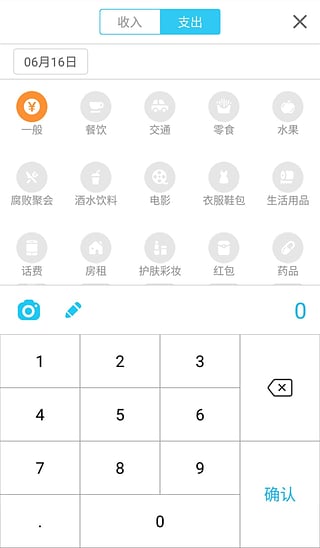 收入 支出
06月16日
一般 餐饮 交通 零食 水果
腐败聚会 酒水饮料 电影 衣服鞋包 生活用品
话费 房租 护肤彩妆 红包 药品
0
1 2 3
4 5 6
7 8 9 确认
. 0